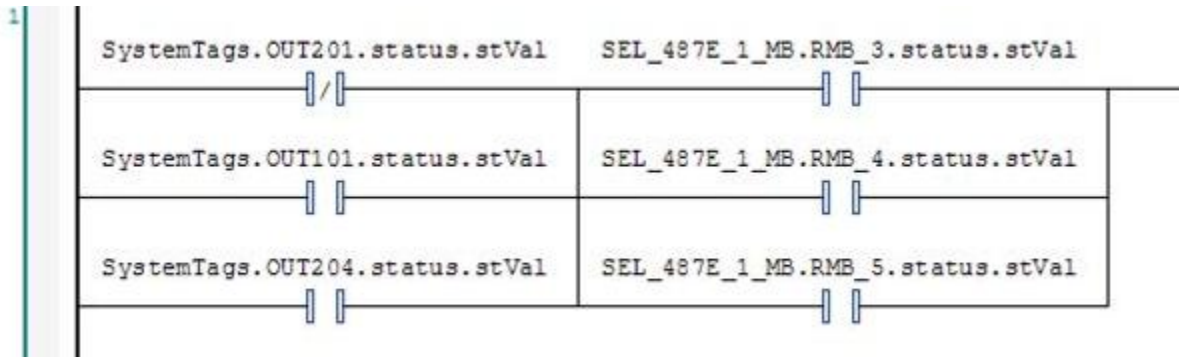 1
SystemTags.OUT201.status.stVal SEL_487E_1_MB.RMB_3.status.stVal
SystemTags.OUT101.status.stVal SEL_487E_1_MB.RMB_4.status.stVal
SystemTags.OUT204.status.stVal SEL_487E_1_MB.RMB_5.status.stVal